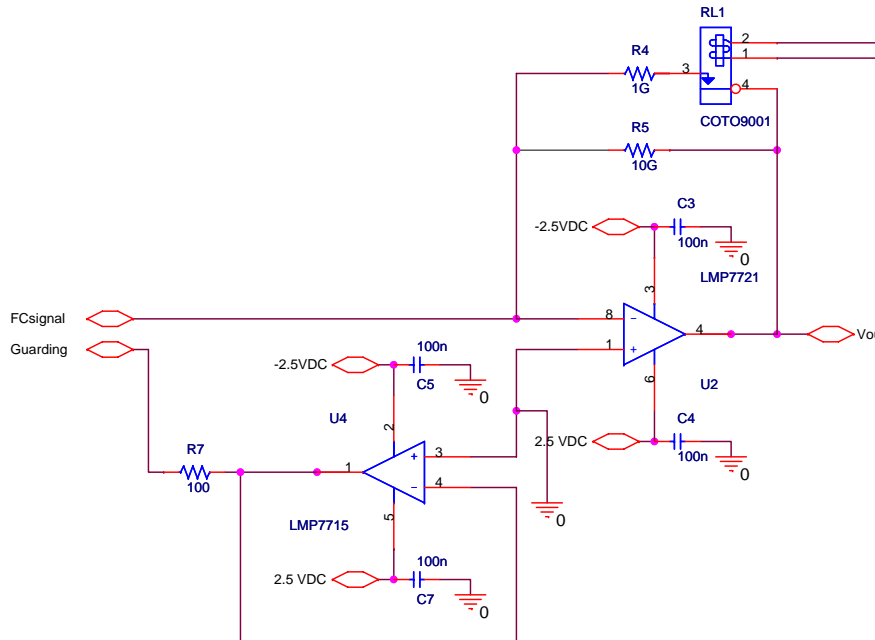 RL1
R4
2
3
1
1G
4
COTO9001
R5
10G
C3
-2.5VDC
100n
0
LMP7721
3
FCsignal
8
-
4
Vou
Guarding
1
+
100n
-2.5VDC
6
C5
0
U2
U4
2
2.5 VDC
C4
100n
0
R7
3
+
1
100
4
-
0
LMP7715
5
100n
2.5 VDC
C7
0